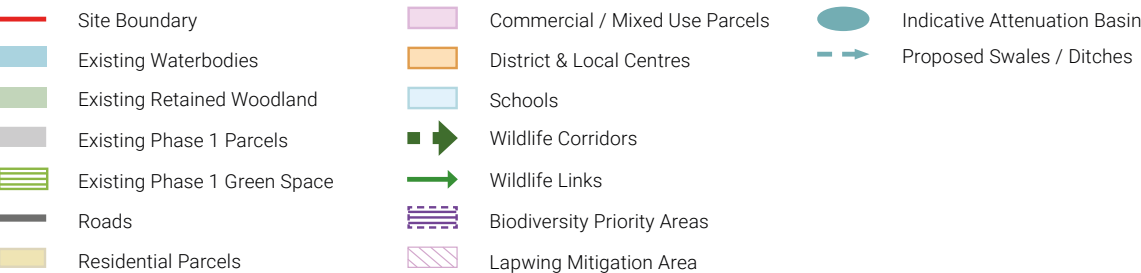 Site Boundary
Existing Waterbodies
Existing Retained Woodland
Existing Phase 1 Parcels
Existing Phase 1 Green Space
Roads
Residential Parcels
Commercial / Mixed Use Parcels
District & Local Centres
Schools
Wildlife Corridors
Wildlife Links
Biodiversity Priority Areas
Lapwing Mitigation Area
Indicative Attenuation Basin
Proposed Swales / Ditches